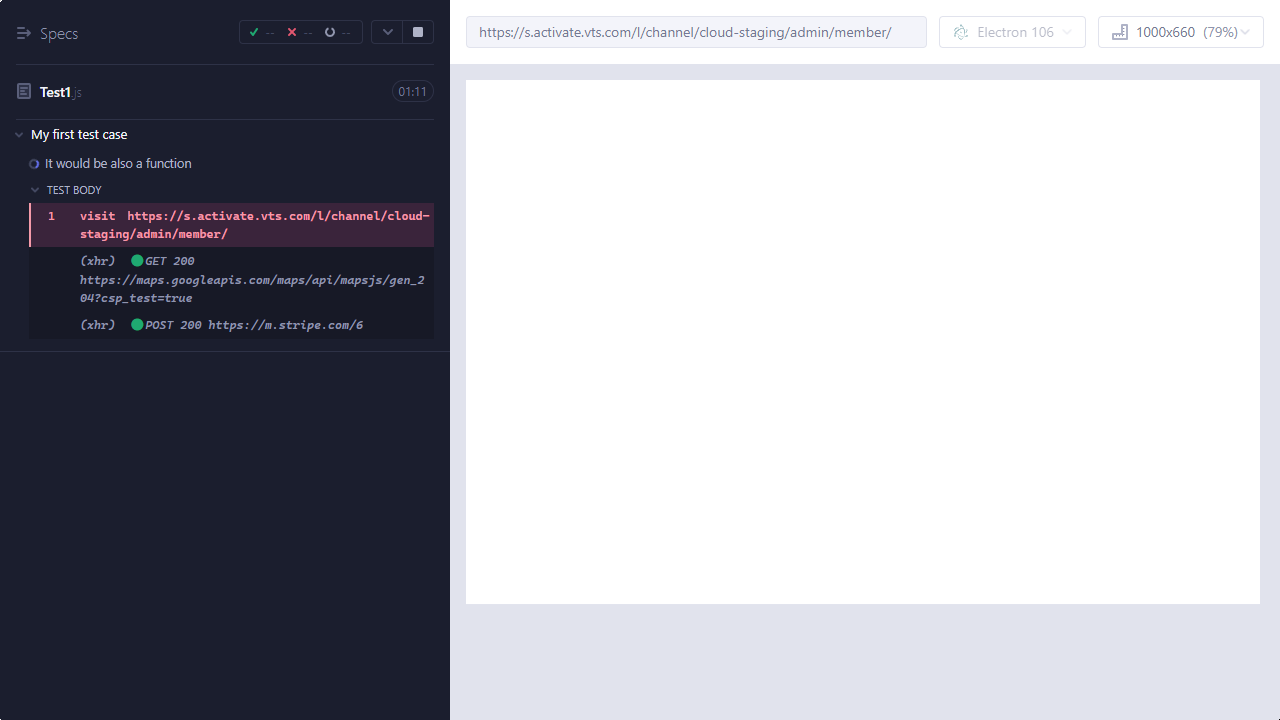 Specs
--
--
--
https://s.activate.vts.com/l/channel/cloud-staging/admin/member/
Electron 106
1000x660 (79%)
Test1.js
01:11
My first test case
It would be also a function
TEST BODY
1 visit https://s.activate.vts.com/l/channel/cloud-
staging/admin/member/
(xhr) GET 200
https://maps.googleapis.com/maps/api/mapsjs/gen_2
04?csp_test=true
(xhr) POST 200 https://m.stripe.com/6